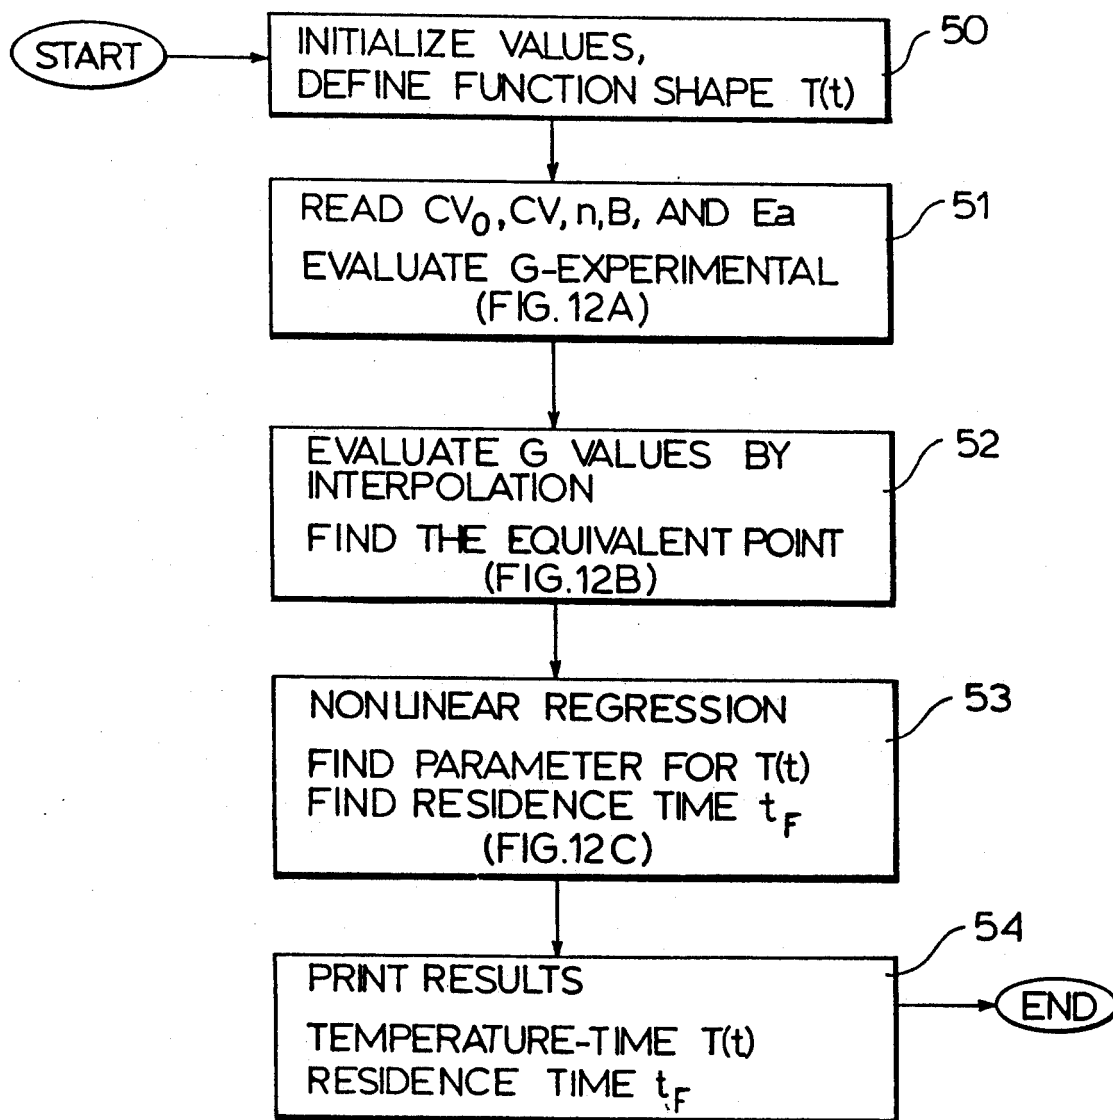 START
INITIALIZE VALUES,
DEFINE FUNCTION SHAPE T(t)
50
READ CV₀, CV, n, B, AND Ea
EVALUATE G-EXPERIMENTAL
(FIG. 12A)
51
EVALUATE G VALUES BY
INTERPOLATION
FIND THE EQUIVALENT POINT
(FIG.12B)
52
NONLINEAR REGRESSION
FIND PARAMETER FOR T(t)
FIND RESIDENCE TIME t_F
(FIG.12C)
53
PRINT RESULTS
TEMPERATURE-TIME T(t)
RESIDENCE TIME t_F
54
END